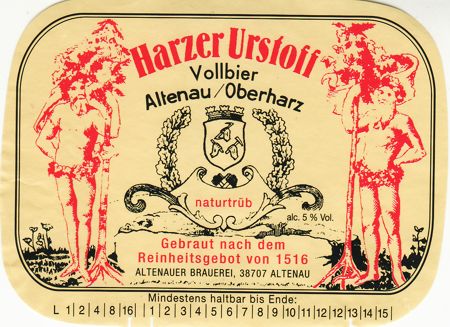 Harzer Urstoff
Vollbier
Altenau/Oberharz
naturtrüb
alc. 5 % Vol.
Gebraut nach dem
Reinheitsgebot von 1516
ALTENAUER BRAUEREI, 38707 ALTENAU
Mindestens haltbar bis Ende:
L 1 2 4 8 16 1 2 3 4 5 6 7 8 9 10 11 12 12 13 14 15